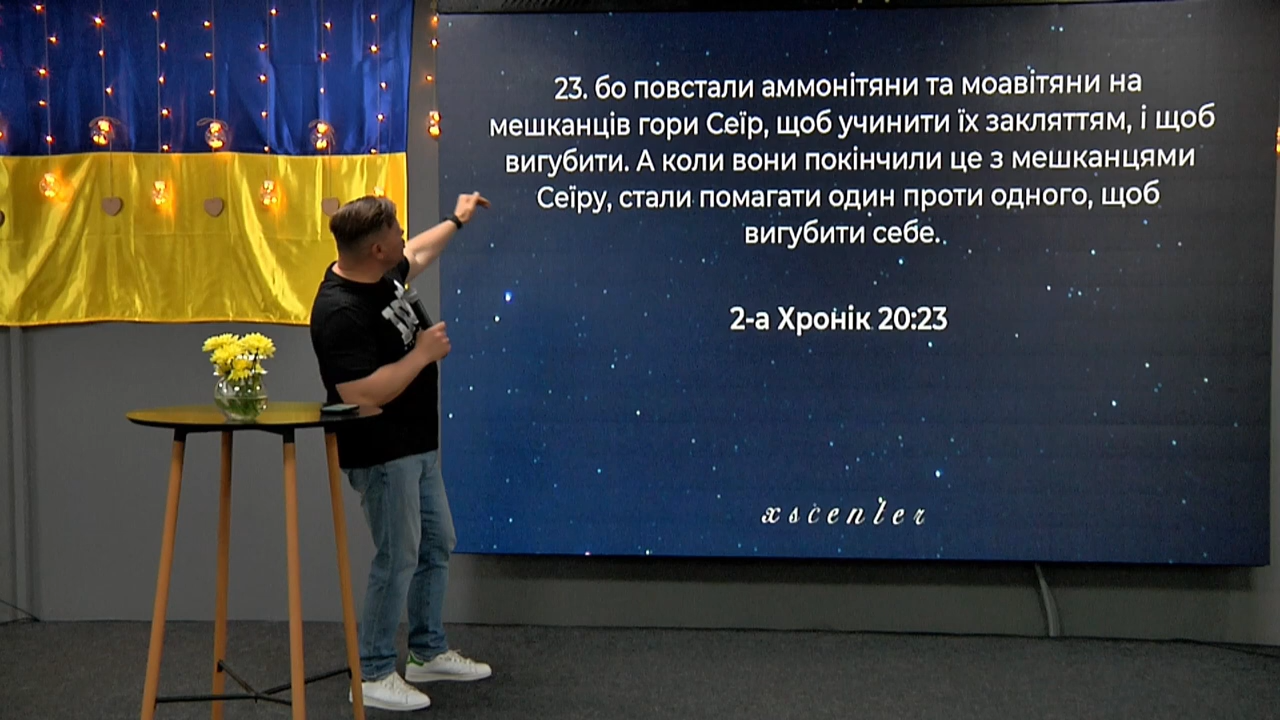 23. бо повстали аммонітяни та моавітяни на
мешканців гори Сеїр, щоб учинити їх закляттям, і щоб
вигубити. А коли вони покінчили це з мешканцями
Сеїру, стали помагати один проти одного, щоб
вигубити себе.
2-а Хронік 20:23
xscenter